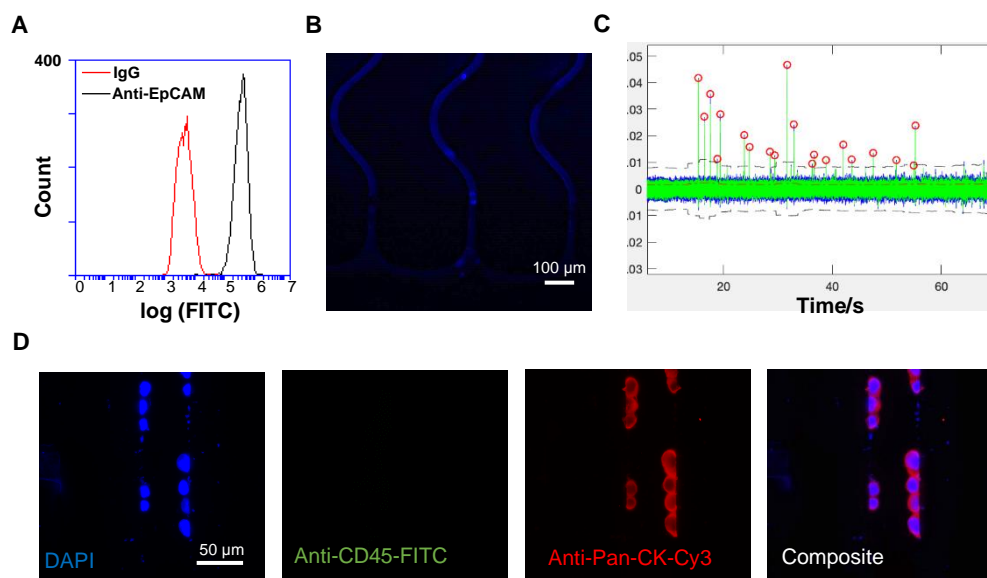 A
400
IgG
Anti-EpCAM
Count
0 1 2 3 4 5 6 7
log (FITC)
B
100 µm
C
.05
.04
.03
.02
.010
0
.01
.02
.03
20 40 60
Time/s
D
DAPI
50 µm
Anti-CD45-FITC
Anti-Pan-CK-Cy3
Composite